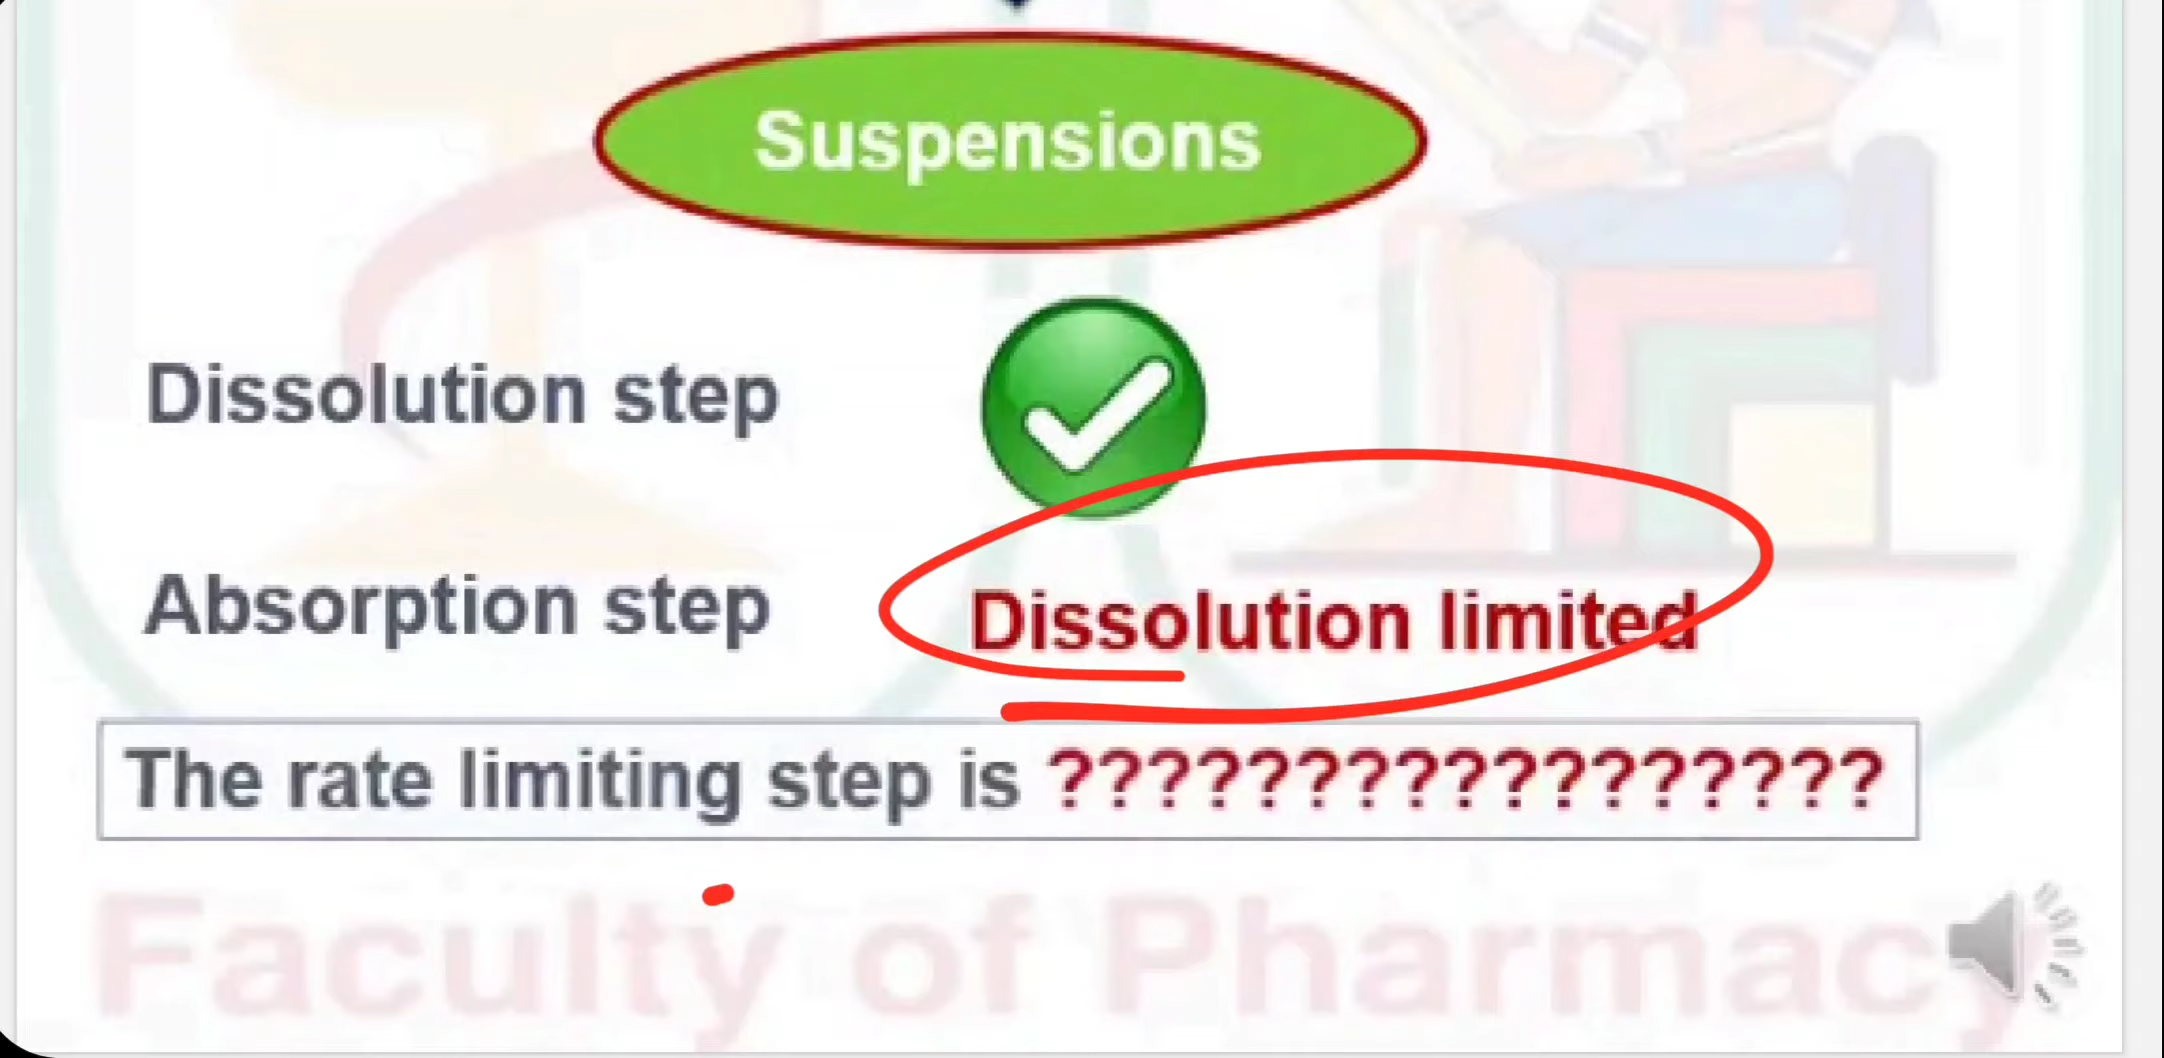 Suspensions
Dissolution step
Absorption step Dissolution limited
The rate limiting step is ?????????????????
Faculty of Pharmacy